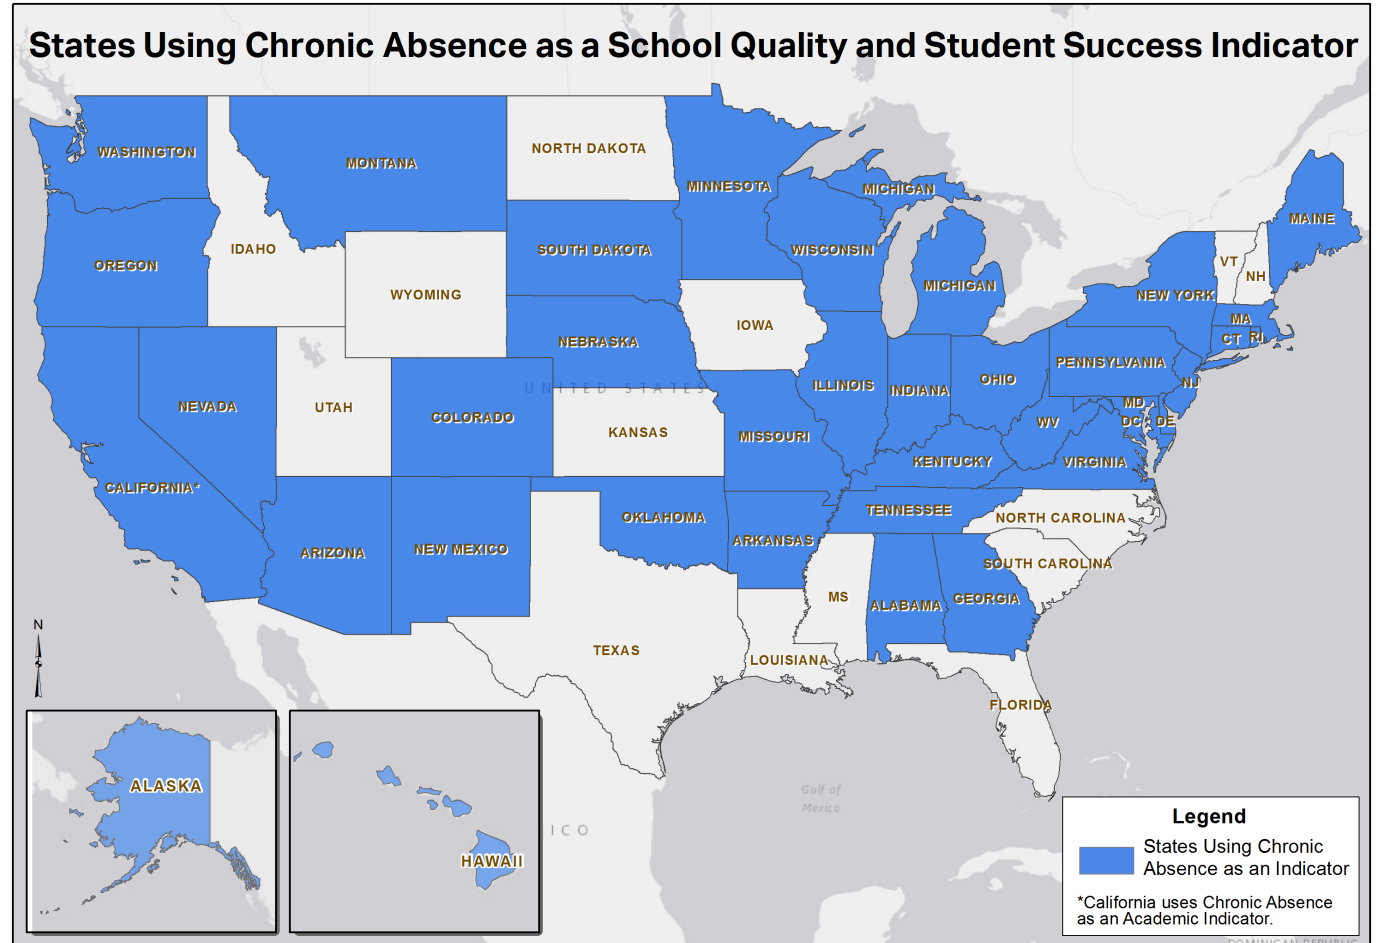 States Using Chronic Absence as a School Quality and Student Success Indicator
WASHINGTON
MONTANA
NORTH DAKOTA
MINNESOTA
MICHIGAN
MAINE
OREGON
IDAHO
SOUTH DAKOTA
WISCONSIN
VT
NH
WYOMING
MICHIGAN
NEW YORK
IOWA
MA
NEBRASKA
CT
RI
PENNSYLVANIA
UNITED STATES
NEVADA
UTAH
COLORADO
ILLINOIS
INDIANA
OHIO
NJ
KANSAS
MISSOURI
WV
MD
DC
DE
CALIFORNIA*
KENTUCKY
VIRGINIA
OKLAHOMA
TENNESSEE
NORTH CAROLINA
ARIZONA
NEW MEXICO
ARKANSAS
SOUTH CAROLINA
MS
ALABAMA
GEORGIA
N
TEXAS
LOUISIANA
FLORIDA
ALASKA
HAWAII
ICO
Gulf of
Mexico
Legend
States Using Chronic
Absence as an Indicator
*California uses Chronic Absence
as an Academic Indicator.
DOMINICAN REPUBLIC